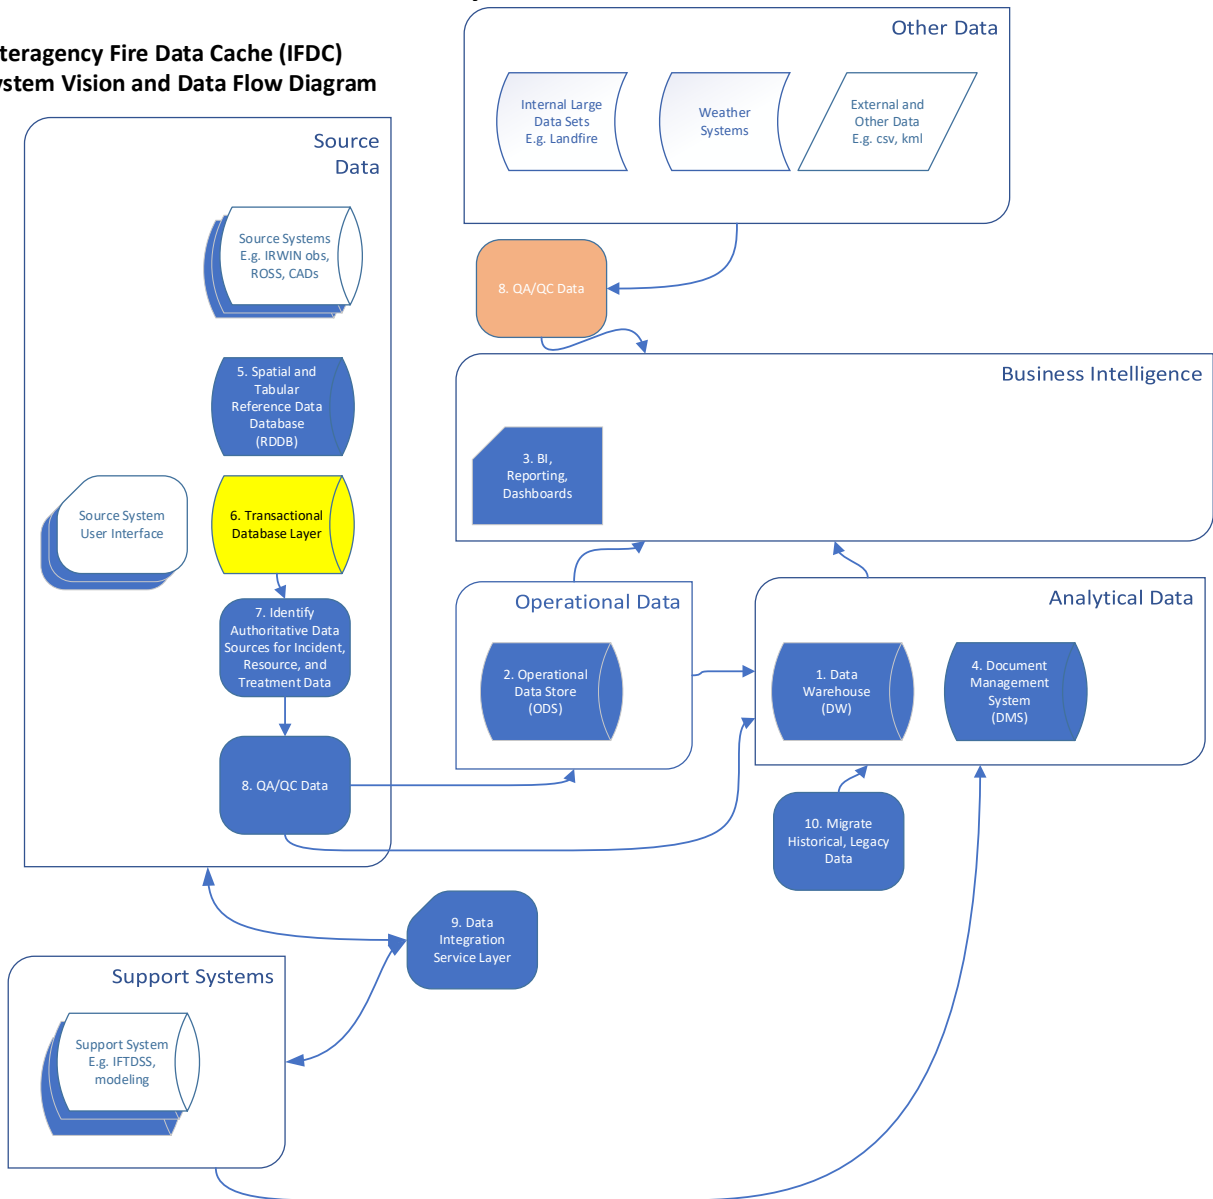 teragency Fire Data Cache (IFDC)
ystem Vision and Data Flow Diagram
Other Data
Internal Large
Data Sets
E.g. Landfire
Weather
Systems
External and
Other Data
E.g. csv, kml
Source
Data
Source Systems
E.g. IRWIN obs,
ROSS, CADs
8. QA/QC Data
5. Spatial and
Tabular
Reference Data
Database
(RDDB)
Business Intelligence
3. BI,
Reporting,
Dashboards
Source System
User Interface
6. Transactional
Database Layer
7. Identify
Authoritative Data
Sources for Incident,
Resource, and
Treatment Data
8. QA/QC Data
Operational Data
2. Operational
Data Store
(ODS)
Analytical Data
1. Data
Warehouse
(DW)
4. Document
Management
System
(DMS)
10. Migrate
Historical, Legacy
Data
9. Data
Integration
Service Layer
Support Systems
Support System
E.g. IFTDSS,
modeling